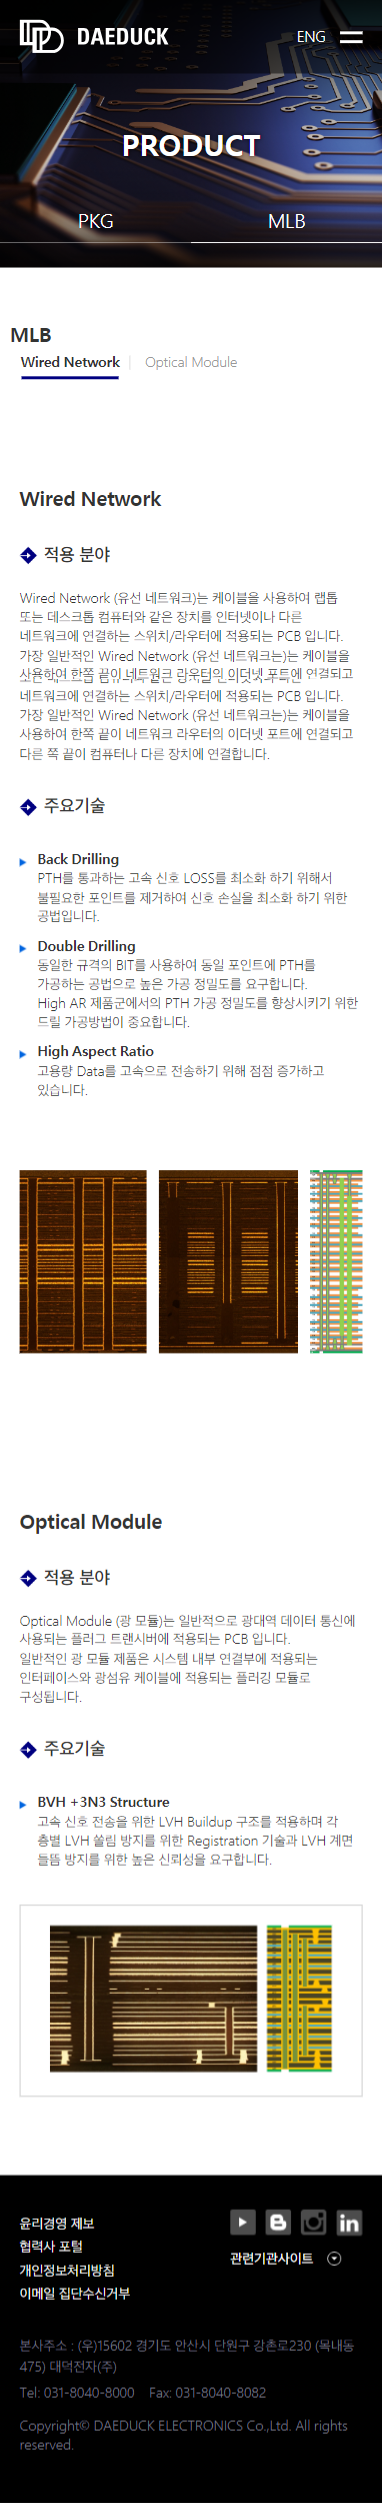 DAEDUCK
ENG
PRODUCT
PKG
MLB
MLB
Wired Network
Optical Module
Wired Network
적용 분야
Wired Network (유선 네트워크)는 케이블을 사용하여 랩톱
또는 데스크톱 컴퓨터와 같은 장치를 인터넷이나 다른
네트워크에 연결하는 스위치/라우터에 적용되는 PCB 입니다.
가장 일반적인 Wired Network (유선 네트워크는)는 케이블을
사용하여 한쪽 끝이 네트워크 라우터의 이더넷 포트에 연결되고
네트워크에 연결하는 스위치/라우터에 적용되는 PCB 입니다.
가장 일반적인 Wired Network (유선 네트워크는)는 케이블을
사용하여 한쪽 끝이 네트워크 라우터의 이더넷 포트에 연결되고
다른 쪽 끝이 컴퓨터나 다른 장치에 연결합니다.
주요기술
Back Drilling
PTH를 통과하는 고속 신호 LOSS를 최소화 하기 위해서
불필요한 포인트를 제거하여 신호 손실을 최소화 하기 위한
공법입니다.
Double Drilling
동일한 규격의 BIT를 사용하여 동일 포인트에 PTH를
가공하는 공법으로 높은 가공 정밀도를 요구합니다.
High AR 제품군에서의 PTH 가공 정밀도를 향상시키기 위한
드릴 가공방법이 중요합니다.
High Aspect Ratio
고용량 Data를 고속으로 전송하기 위해 점점 증가하고
있습니다.
Optical Module
적용 분야
Optical Module (광 모듈)는 일반적으로 광대역 데이터 통신에
사용되는 플러그 트랜시버에 적용되는 PCB 입니다.
일반적인 광 모듈 제품은 시스템 내부 연결부에 적용되는
인터페이스와 광섬유 케이블에 적용되는 플러깅 모듈로
구성됩니다.
주요기술
BVH +3N3 Structure
고속 신호 전송을 위한 LVH Buildup 구조를 적용하며 각
층별 LVH 쏠림 방지를 위한 Registration 기술과 LVH 계면
들뜸 방지를 위한 높은 신뢰성을 요구합니다.
윤리경영 제보
협력사 포털
개인정보처리방침
이메일 집단수신거부
관련기관사이트
본사주소 : (우)15602 경기도 안산시 단원구 강촌로230 (목내동
475) 대덕전자(주)
Tel: 031-8040-8000 Fax: 031-8040-8082
Copyright© DAEDUCK ELECTRONICS Co.,Ltd. All rights
reserved.